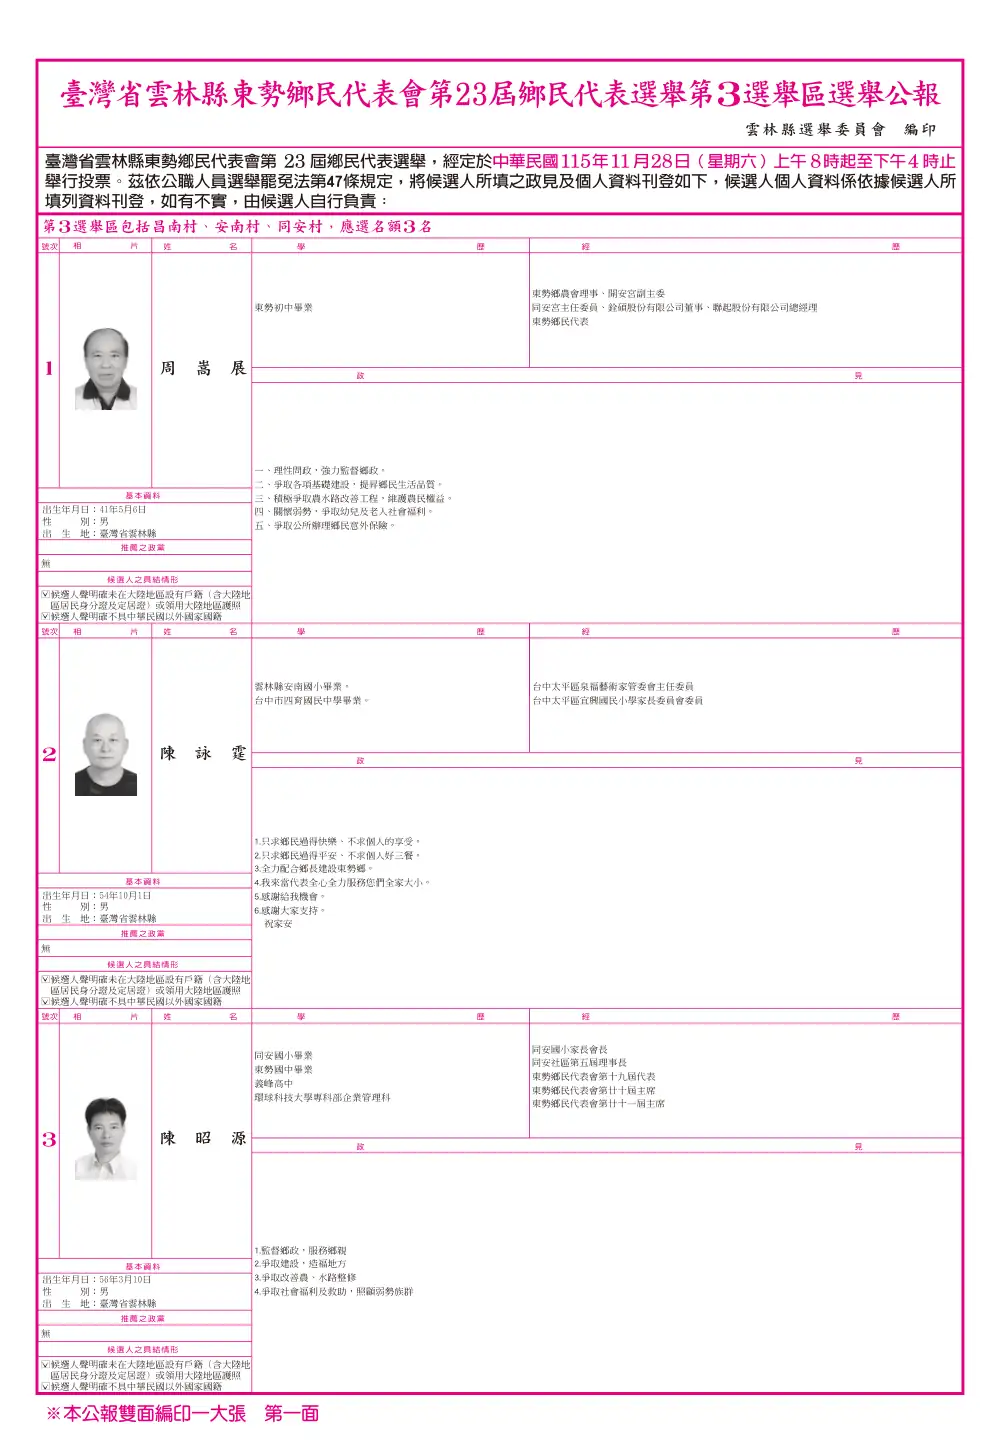 臺灣省雲林縣東勢鄉民代表會第23屆鄉民代表選舉第3選舉區選舉公報
雲林縣選舉委員會　編印
臺灣省雲林縣東勢鄉民代表會第 23 屆鄉民代表選舉，經定於中華民國115年11月28日（星期六）上午8時起至下午4時止
舉行投票。茲依公職人員選舉罷免法第47條規定，將候選人所填之政見及個人資料刊登如下，候選人個人資料係依據候選人所
填列資料刊登，如有不實，由候選人自行負責：
第3選舉區包括昌南村、安南村、同安村，應選名額3名
號次 相片 姓名 學歷 經歷
1
周嵩展
東勢初中畢業
東勢鄉農會理事、開安宮副主委
同安宮主任委員、銓碩股份有限公司董事、聯起股份有限公司總經理
東勢鄉民代表
政見
一、理性問政，強力監督鄉政。
二、爭取各項基礎建設，提昇鄉民生活品質。
三、積極爭取農水路改善工程，維護農民權益。
四、關懷弱勢，爭取幼兒及老人社會福利。
五、爭取公所辦理鄉民意外保險。
基本資料
出生年月日：41年5月6日
性　　別：男
出　生　地：臺灣省雲林縣
推薦之政黨
無
候選人之具結情形
☑候選人聲明確未在大陸地區設有戶籍（含大陸地
區居民身分證及定居證）或領用大陸地區護照
☑候選人聲明確不具中華民國以外國家國籍
號次 相片 姓名 學歷 經歷
2
陳詠霆
雲林縣安南國小畢業。
台中市四育國民中學畢業。
台中太平區泉福藝術家管委會主任委員
台中太平區宜興國民小學家長委員會委員
政見
1.只求鄉民過得快樂、不求個人的享受。
2.只求鄉民過得平安、不求個人好三餐。
3.全力配合鄉長建設東勢鄉。
4.我來當代表全心全力服務您們全家大小。
5.感謝給我機會。
6.感謝大家支持。
祝家安
基本資料
出生年月日：54年10月1日
性　　別：男
出　生　地：臺灣省雲林縣
推薦之政黨
無
候選人之具結情形
☑候選人聲明確未在大陸地區設有戶籍（含大陸地
區居民身分證及定居證）或領用大陸地區護照
☑候選人聲明確不具中華民國以外國家國籍
號次 相片 姓名 學歷 經歷
3
陳昭源
同安國小畢業
東勢國中畢業
義峰高中
環球科技大學專科部企業管理科
同安國小家長會長
同安社區第五屆理事長
東勢鄉民代表會第十九屆代表
東勢鄉民代表會第廿十屆主席
東勢鄉民代表會第廿十一屆主席
政見
1.監督鄉政，服務鄉親
2.爭取建設，造福地方
3.爭取改善農、水路整修
4.爭取社會福利及救助，照顧弱勢族群
基本資料
出生年月日：56年3月10日
性　　別：男
出　生　地：臺灣省雲林縣
推薦之政黨
無
候選人之具結情形
☑候選人聲明確未在大陸地區設有戶籍（含大陸地
區居民身分證及定居證）或領用大陸地區護照
☑候選人聲明確不具中華民國以外國家國籍
※本公報雙面編印一大張　第一面